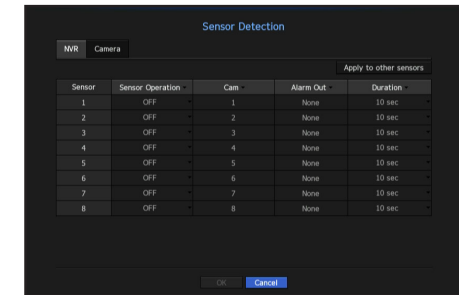 Sensor Detection
NVR Camera
Apply to other sensors
Sensor Sensor Operation Cam Alarm Out Duration
1 OFF 1 None 10 sec
2 OFF 2 None 10 sec
3 OFF 3 None 10 sec
4 OFF 4 None 10 sec
5 OFF 5 None 10 sec
6 OFF 6 None 10 sec
7 OFF 7 None 10 sec
8 OFF 8 None 10 sec
OK Cancel